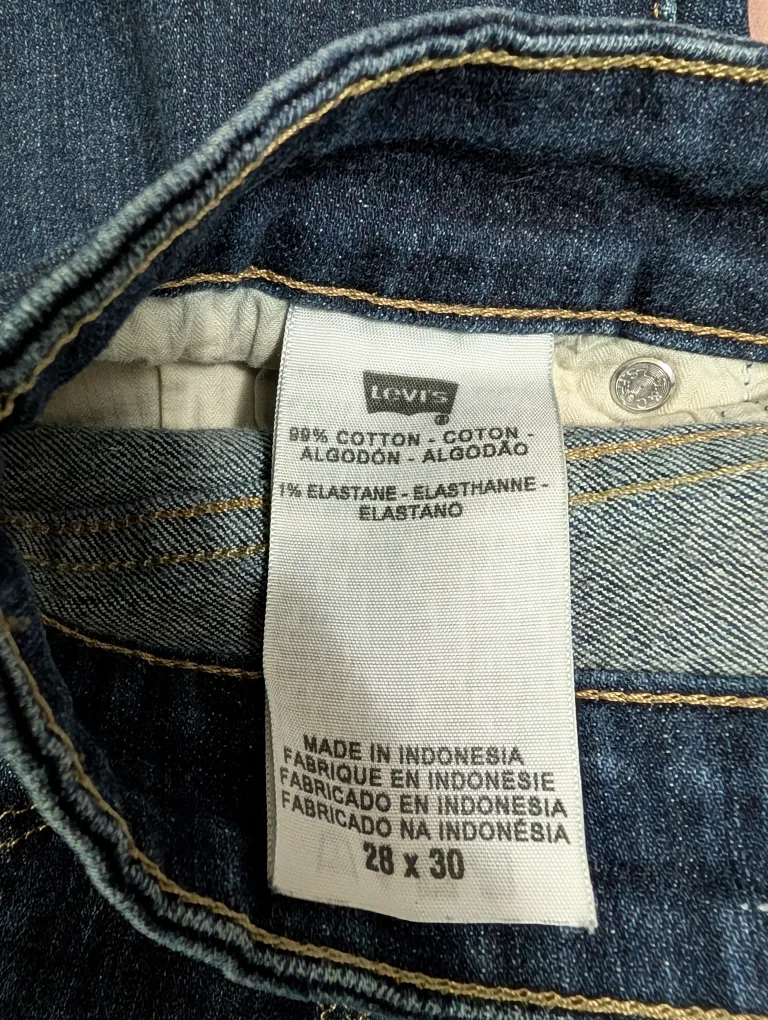 Levi's
®
99% COTTON - COTON -
ALGODÓN - ALGODÃO
1% ELASTANE - ELASTHANNE -
ELASTANO
MADE IN INDONESIA
FABRIQUE EN INDONESIE
FABRICADO EN INDONESIA
FABRICADO NA INDONÉSIA
28 x 30